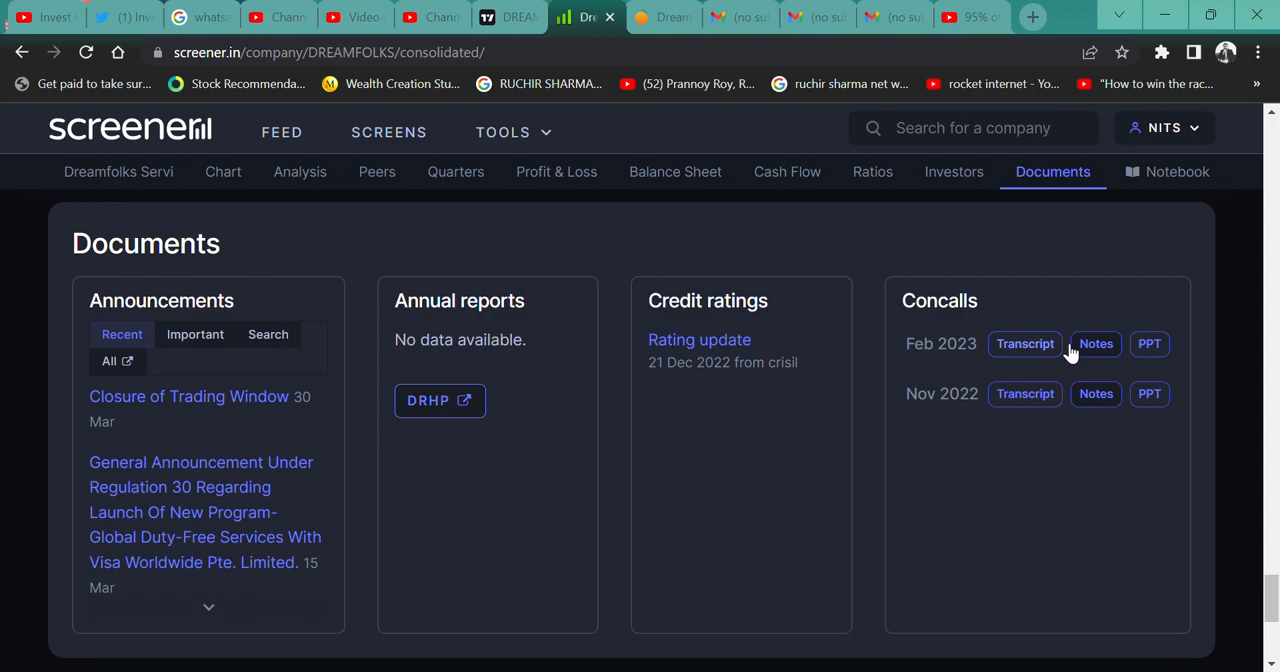 Invest
(1) Inv
whats
Chann
Video
Chann
DREAM
Dre
Dream
(no su
(no su
(no su
95% o
screener.in/company/DREAMFOLKS/consolidated/
Get paid to take sur...
Stock Recommenda...
Wealth Creation Stu...
RUCHIR SHARMA...
(52) Prannoy Roy, R...
ruchir sharma net w...
rocket internet - Yo...
"How to win the rac...
»
screener
FEED
SCREENS
TOOLS
Search for a company
NITS
Dreamfolks Servi
Chart
Analysis
Peers
Quarters
Profit & Loss
Balance Sheet
Cash Flow
Ratios
Investors
Documents
Notebook
Documents
Announcements
Recent
Important
Search
All
Closure of Trading Window 30
Mar
General Announcement Under
Regulation 30 Regarding
Launch Of New Program-
Global Duty-Free Services With
Visa Worldwide Pte. Limited. 15
Mar
Annual reports
No data available.
DRHP
Credit ratings
Rating update
21 Dec 2022 from crisil
Concalls
Feb 2023 Transcript Notes PPT
Nov 2022 Transcript Notes PPT